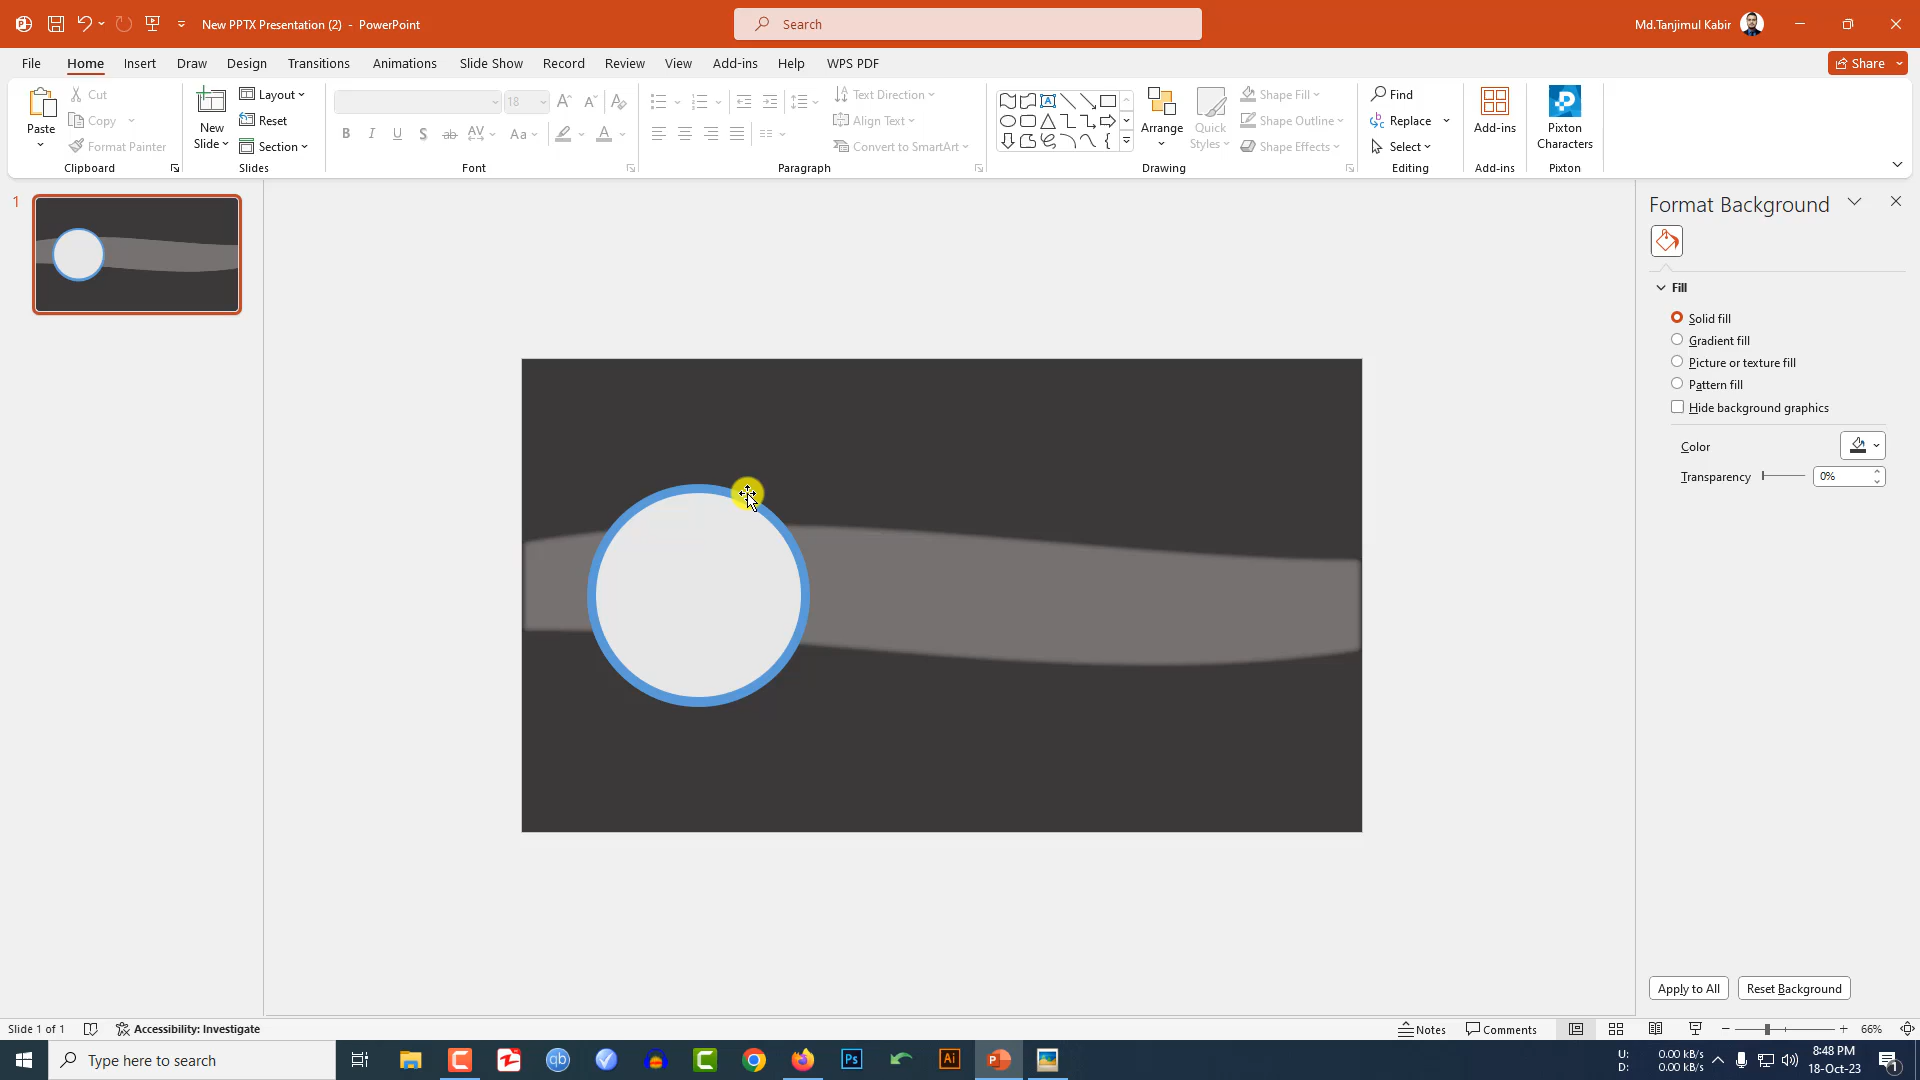 New PPTX Presentation (2) - PowerPoint
Search
Md.Tanjimul Kabir
File Home Insert Draw Design Transitions Animations Slide Show Record Review View Add-ins Help WPS PDF
Share
Paste
Cut
Copy
Format Painter
Clipboard
New Slide
Layout
Reset
Section
Slides
18
Aa
Font
Text Direction
Align Text
Convert to SmartArt
Paragraph
Arrange
Quick Styles
Shape Fill
Shape Outline
Shape Effects
Drawing
Find
Replace
Select
Editing
Add-ins
Add-ins
Pixton Characters
Pixton
1
Format Background
Fill
Solid fill
Gradient fill
Picture or texture fill
Pattern fill
Hide background graphics
Color
Transparency 0%
Apply to All Reset Background
Slide 1 of 1 Accessibility: Investigate Notes Comments 66%
Type here to search
U: 0.00 kB/s
D: 0.00 kB/s
8:48 PM
18-Oct-23
1